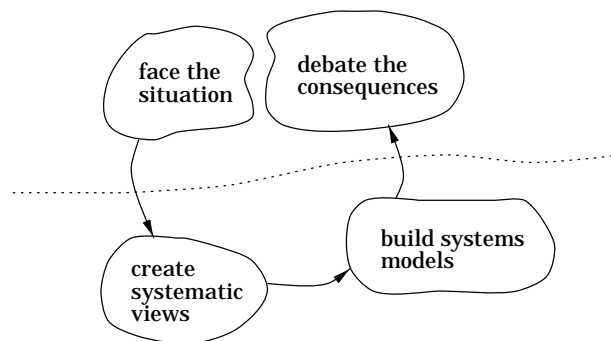 face the
situation
debate the
consequences
create
systematic
views
build systems
models